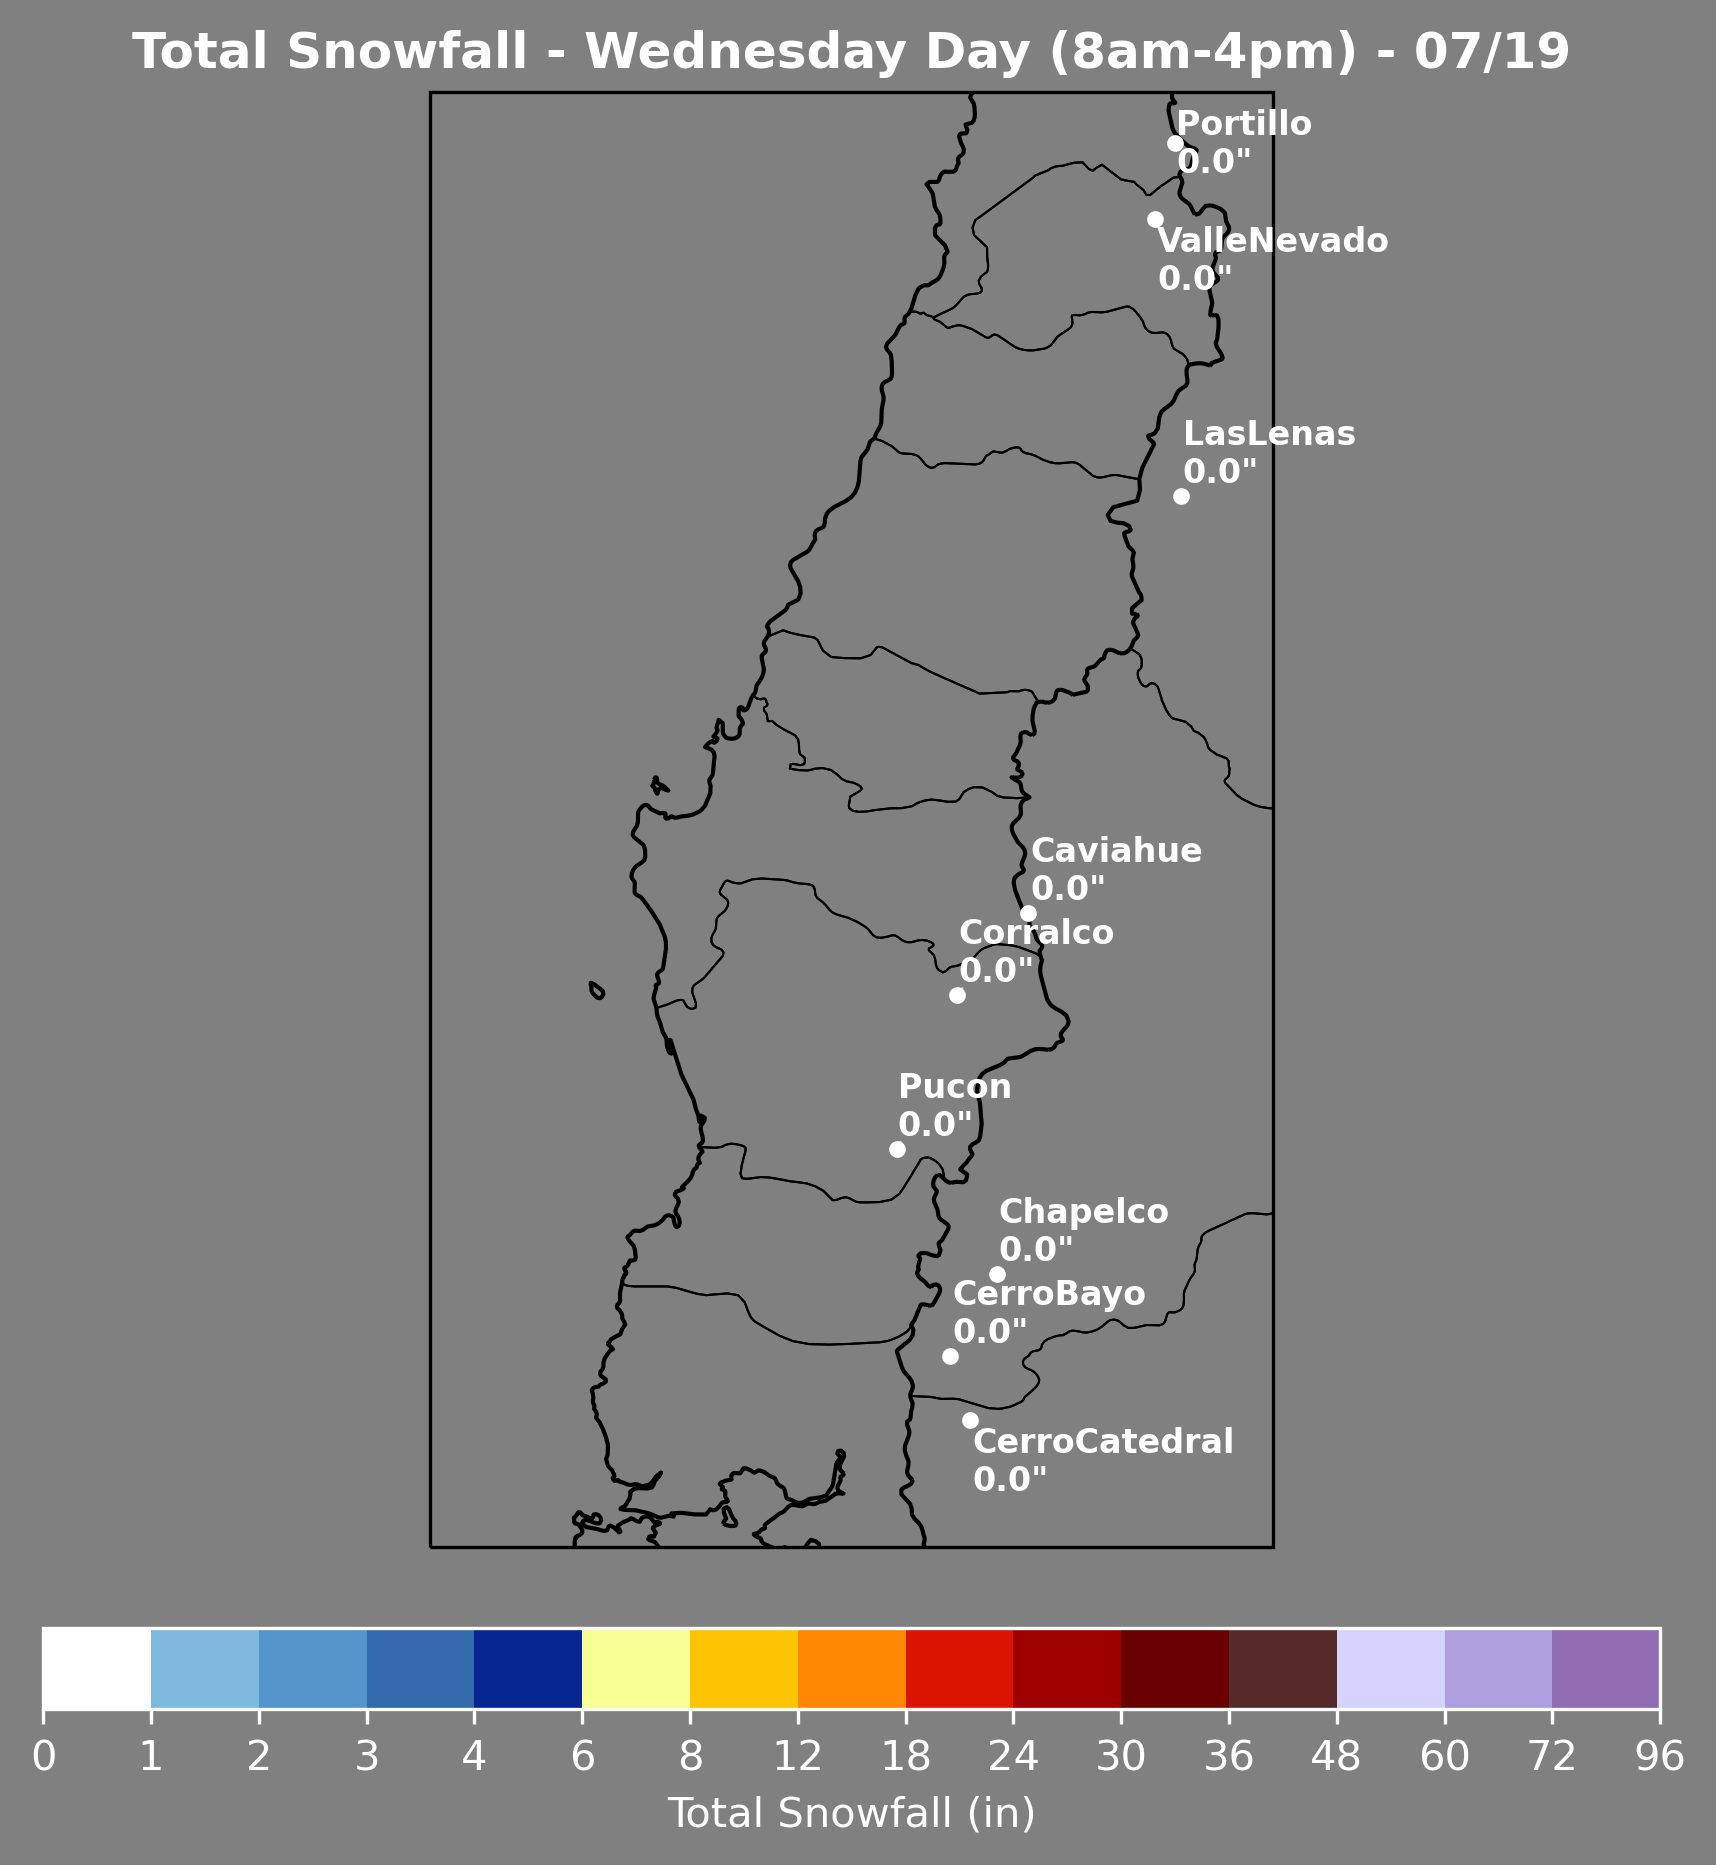 Total Snowfall - Wednesday Day (8am-4pm) - 07/19
Portillo
0.0"
ValleNevado
0.0"
LasLenas
0.0"
Caviahue
0.0"
Corralco
0.0"
Pucon
0.0"
Chapelco
0.0"
CerroBayo
0.0"
CerroCatedral
0.0"
0 1 2 3 4 6 8 12 18 24 30 36 48 60 72 96
Total Snowfall (in)